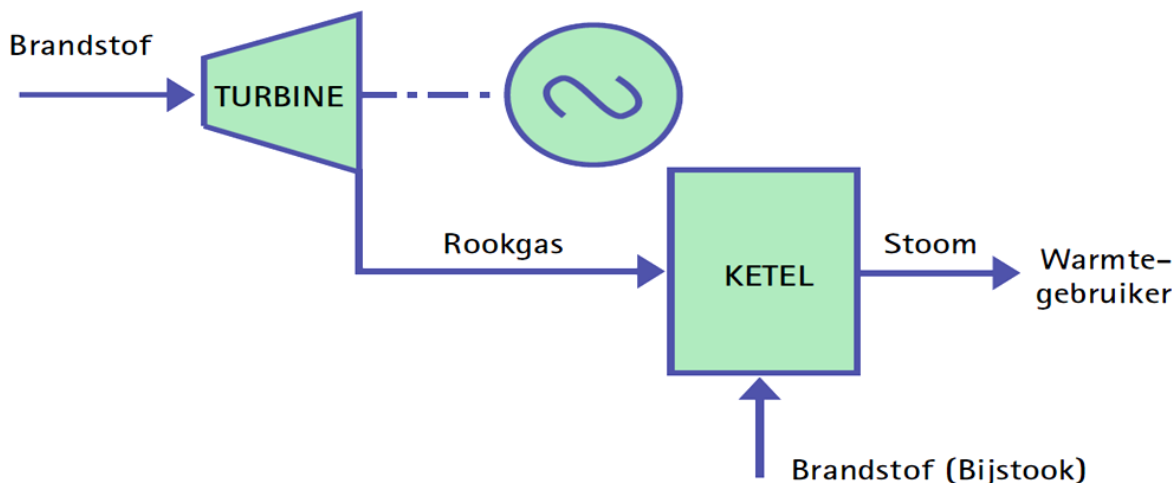 Brandstof
TURBINE
Rookgas
KETEL
Stoom
Warmte-
gebruiker
Brandstof (Bijstook)